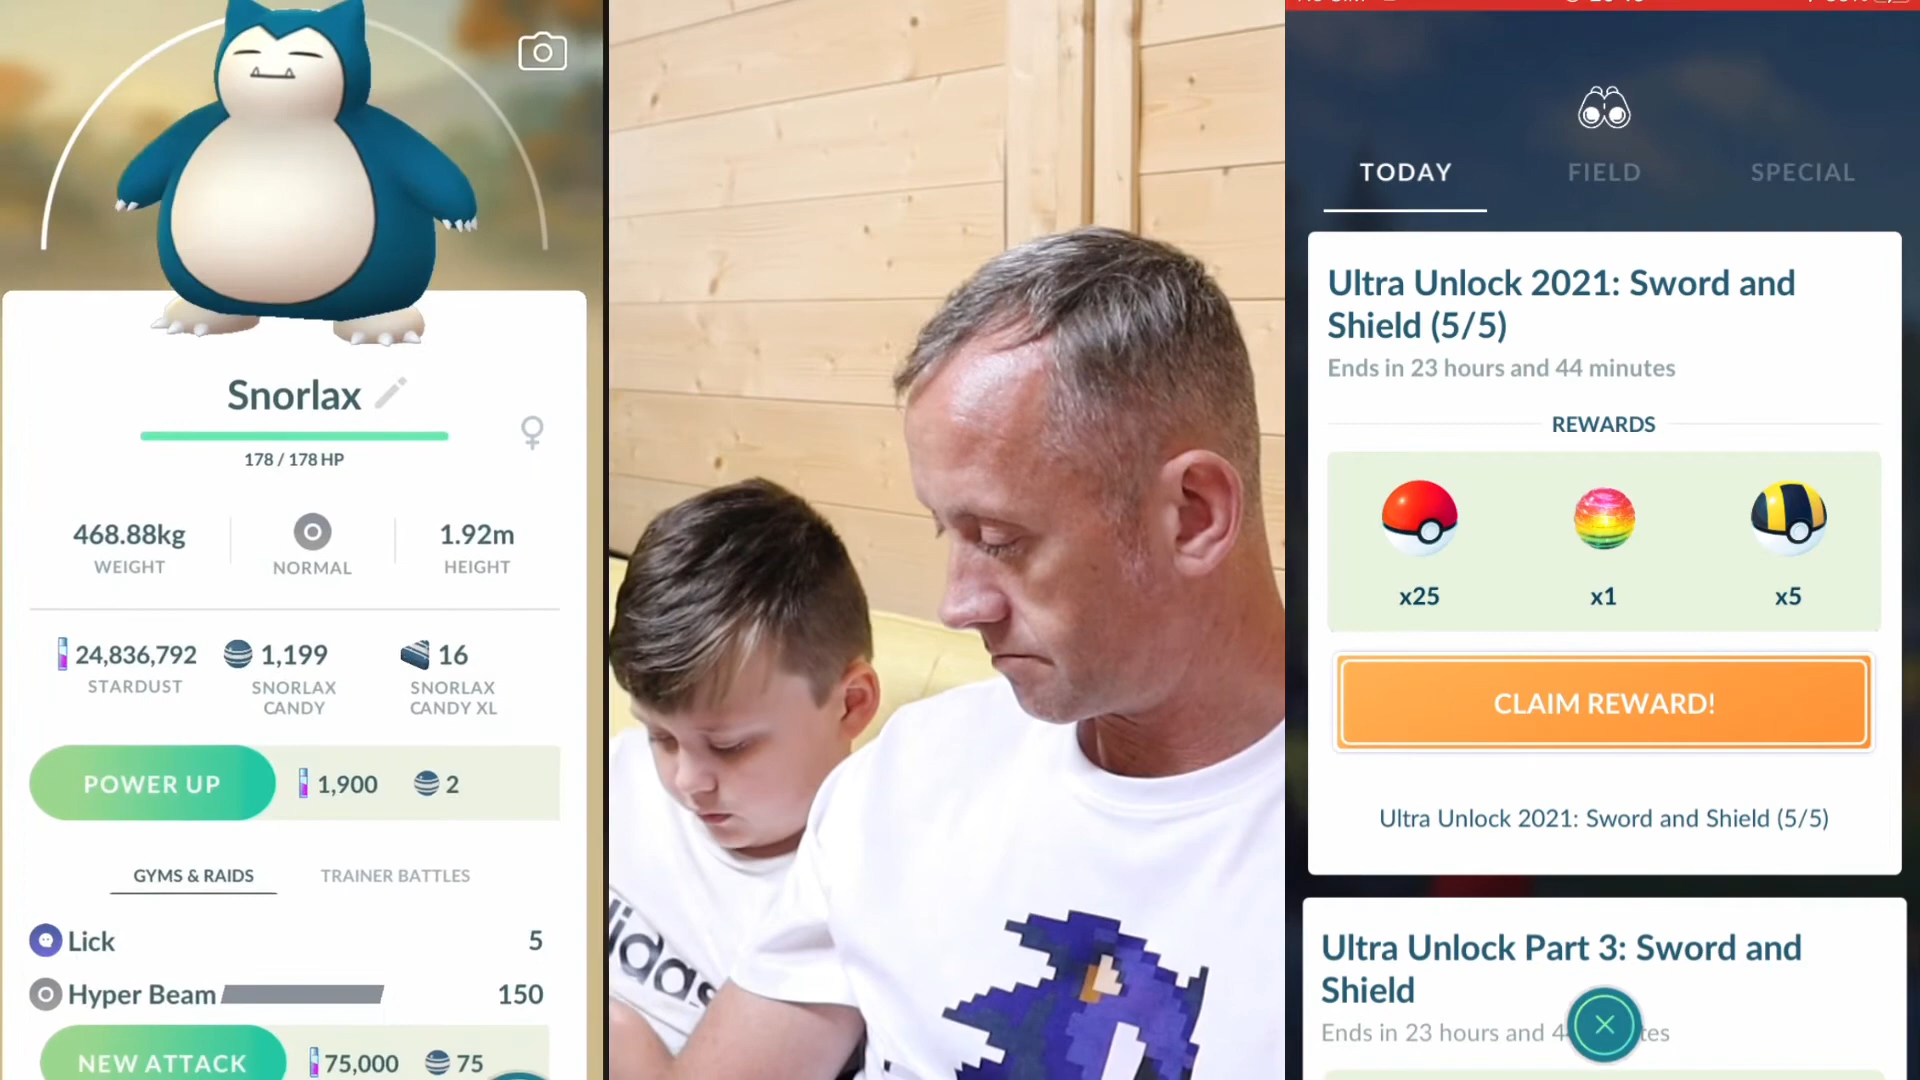 Snorlax
178 / 178 HP
468.88kg
WEIGHT
NORMAL
1.92m
HEIGHT
24,836,792
STARDUST
1,199
SNORLAX
CANDY
16
SNORLAX
CANDY XL
POWER UP
1,900
2
GYMS & RAIDS
TRAINER BATTLES
Lick
5
Hyper Beam
150
NEW ATTACK
75,000
75
adidas
TODAY
FIELD
SPECIAL
Ultra Unlock 2021: Sword and
Shield (5/5)
Ends in 23 hours and 44 minutes
REWARDS
x25
x1
x5
CLAIM REWARD!
Ultra Unlock 2021: Sword and Shield (5/5)
Ultra Unlock Part 3: Sword and
Shield
Ends in 23 hours and